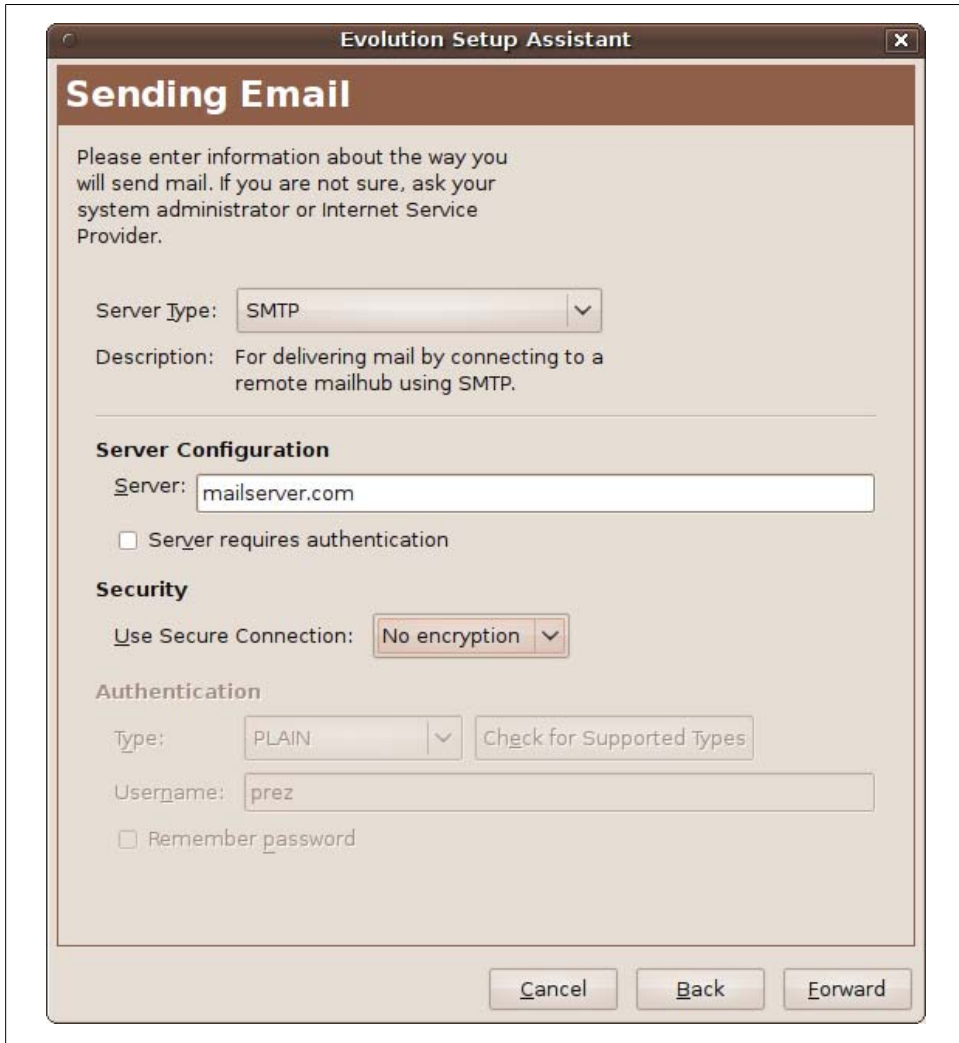 Evolution Setup Assistant
Sending Email
Please enter information about the way you
will send mail. If you are not sure, ask your
system administrator or Internet Service
Provider.
Server Type: SMTP
Description: For delivering mail by connecting to a
remote mailhub using SMTP.
Server Configuration
Server: mailserver.com
Server requires authentication
Security
Use Secure Connection: No encryption
Authentication
Type: PLAIN Check for Supported Types
Username: prez
Remember password
Cancel Back Forward